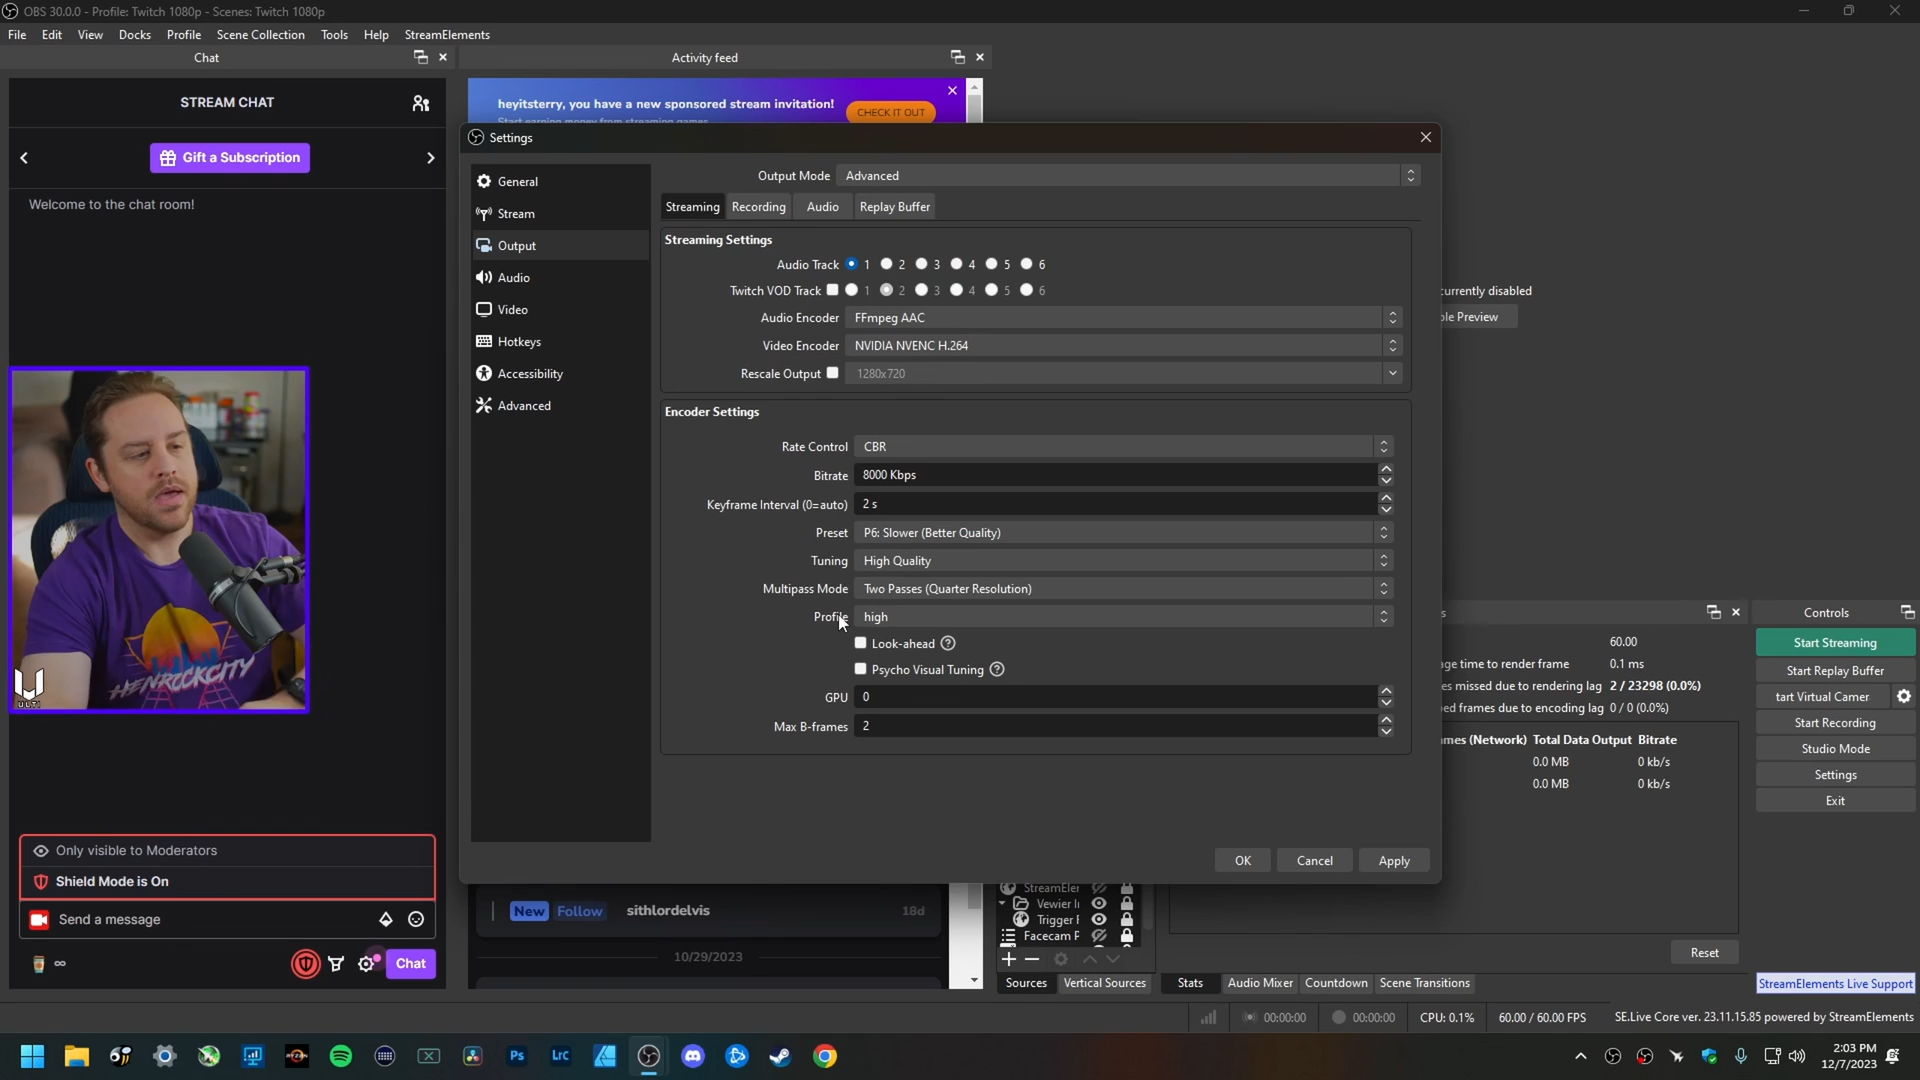 OBS 30.0.0 - Profile: Twitch 1080p - Scenes: Twitch 1080p
File Edit View Docks Profile Scene Collection Tools Help StreamElements
Chat
Activity feed
STREAM CHAT
heyitsterry, you have a new sponsored stream invitation!
Start earning money from streaming games
CHECK IT OUT
Gift a Subscription
Welcome to the chat room!
Settings
General
Stream
Output
Audio
Video
Hotkeys
Accessibility
Advanced
Output Mode Advanced
Streaming Recording Audio Replay Buffer
Streaming Settings
Audio Track 1 2 3 4 5 6
Twitch VOD Track 1 2 3 4 5 6
Audio Encoder FFmpeg AAC
Video Encoder NVIDIA NVENC H.264
Rescale Output 1280x720
Encoder Settings
Rate Control CBR
Bitrate 8000 Kbps
Keyframe Interval (0=auto) 2 s
Preset P6: Slower (Better Quality)
Tuning High Quality
Multipass Mode Two Passes (Quarter Resolution)
Profile high
Look-ahead ?
Psycho Visual Tuning ?
GPU 0
Max B-frames 2
OK Cancel Apply
currently disabled
ble Preview
HENROCKCITY
ULTI
Only visible to Moderators
Shield Mode is On
Send a message
∞
Chat
New Follow sithlordelvis 18d
10/29/2023
s
60.00
ge time to render frame 0.1 ms
es missed due to rendering lag 2 / 23298 (0.0%)
ed frames due to encoding lag 0 / 0 (0.0%)
mes (Network) Total Data Output Bitrate
0.0 MB 0 kb/s
0.0 MB 0 kb/s
Reset
Controls
Start Streaming
Start Replay Buffer
tart Virtual Camer
Start Recording
Studio Mode
Settings
Exit
StreamEler
Vewier I
Trigger F
Facecam F
Sources Vertical Sources
Stats Audio Mixer Countdown Scene Transitions
StreamElements Live Support
00:00:00 00:00:00 CPU: 0.1% 60.00 / 60.00 FPS SE.Live Core ver. 23.11.15.85 powered by StreamElements
RYZEN
Ps
Lrc
2:03 PM
12/7/2023